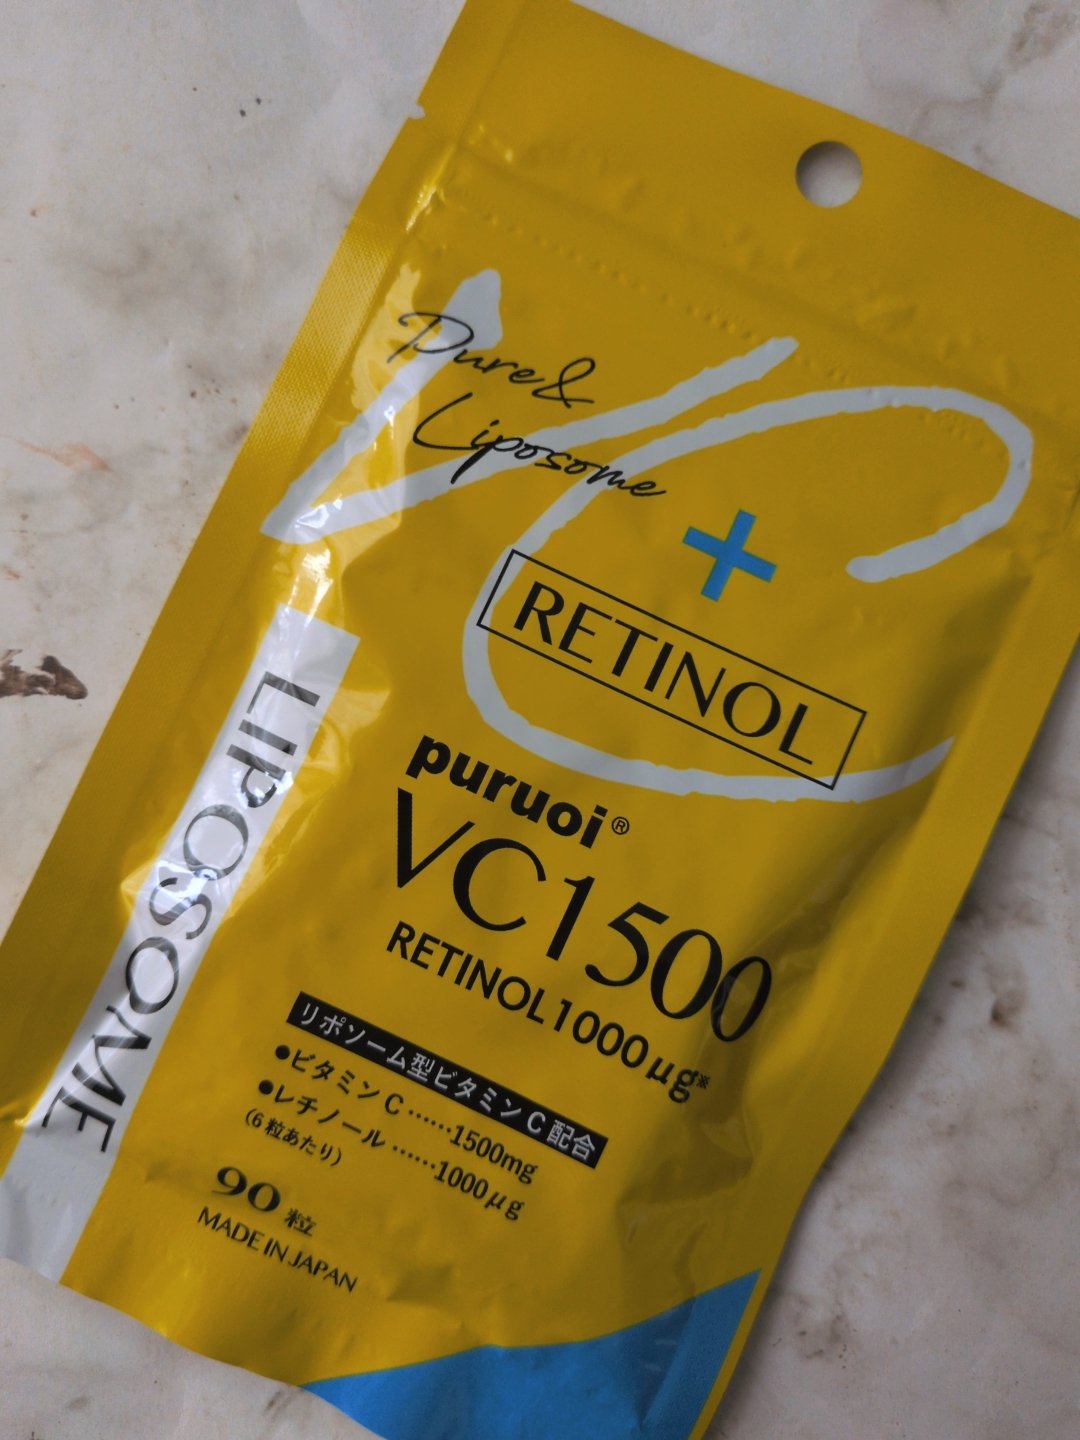 VC
Pure &
Liposome
+
RETINOL
puruoi®
VC1500
RETINOL1000μg※
リポソーム型ビタミンC配合
●ビタミンC……1500mg
●レチノール……1000μg
(6粒あたり)
90粒
MADE IN JAPAN
LIPOSOME